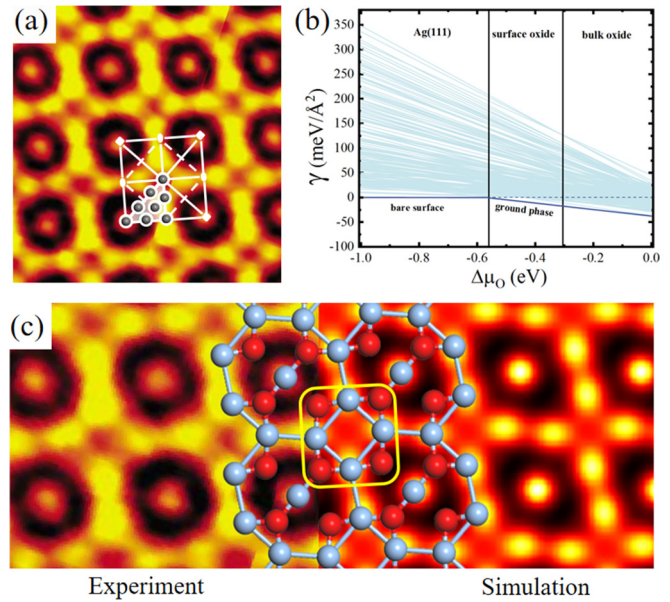 (a)
(b)
350
300
250
200
150
100
50
0
-50
-100
γ (meV/Å²)
Ag(111) surface oxide bulk oxide
bare surface ground phase
-1.0 -0.8 -0.6 -0.4 -0.2 0.0
Δμ_O (eV)
(c)
Experiment Simulation